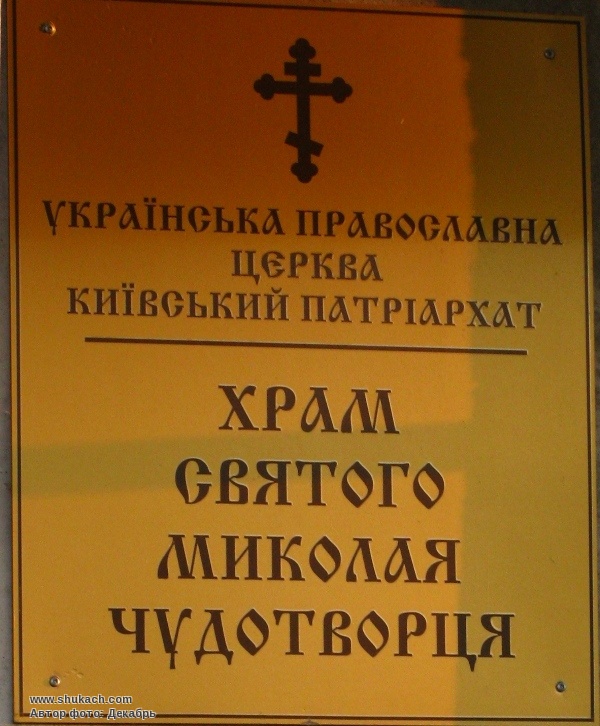 УКРАЇНСЬКА ПРАВОСЛАВНА
ЦЕРКВА
КИЇВСЬКИЙ ПАТРІАРХАТ
ХРАМ
СВЯТОГО
МИКОЛАЯ
ЧУДОТВОРЦЯ
www.shukach.com
Автор фото: Декабрь